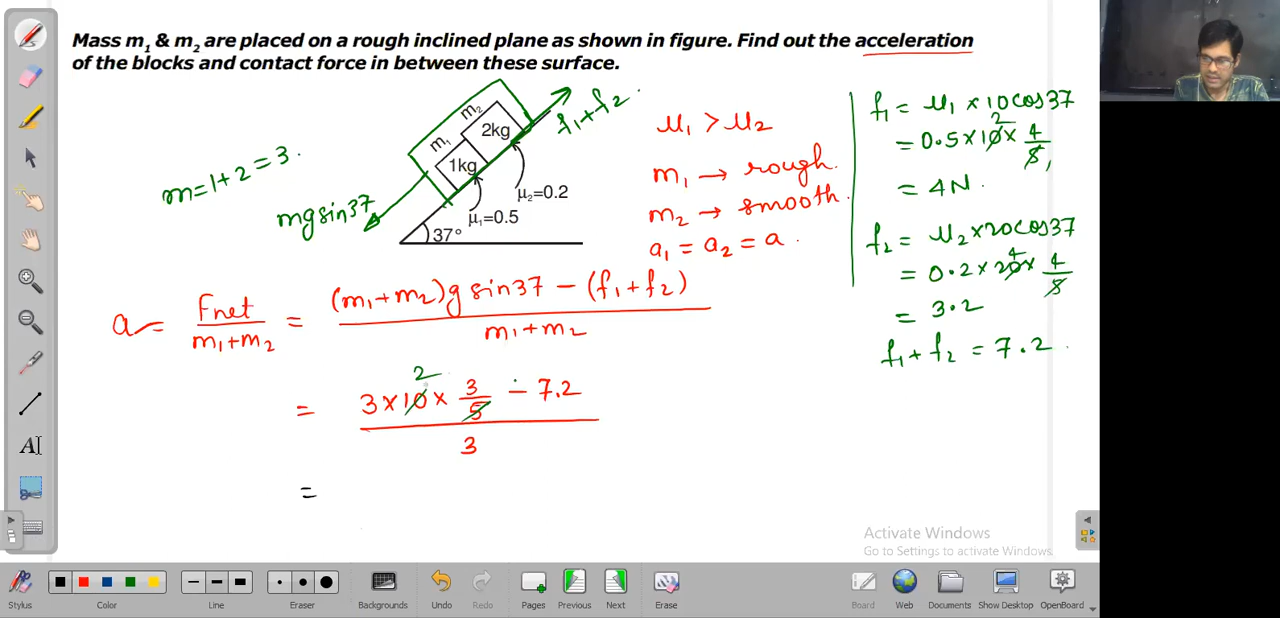 Mass m₁ & m₂ are placed on a rough inclined plane as shown in figure. Find out the acceleration
of the blocks and contact force in between these surface.
m₂
2kg
m₁
1kg
f₁+f₂
μ₂=0.2
μ₁=0.5
37°
m=1+2=3
mg sin37
μ₁ > μ₂
m₁ → rough
m₂ → smooth
a₁ = a₂ = a
f₁ = μ₁ × 10cos37
= 0.5×10× 4/5
2
1
= 4N
f₂ = μ₂×20cos37
= 0.2×20× 4/5
4
= 3.2
f₁+f₂ = 7.2
a = Fnet/(m₁+m₂) = ((m₁+m₂)g sin37 – (f₁+f₂))/(m₁+m₂)
2
= (3×10× 3/5 – 7.2)/3
=
Activate Windows
Go to Settings to activate Windows.
Stylus
Color
Line
Eraser
Backgrounds
Undo
Redo
Pages
Previous
Next
Erase
Board
Web
Documents
Show Desktop
OpenBoard